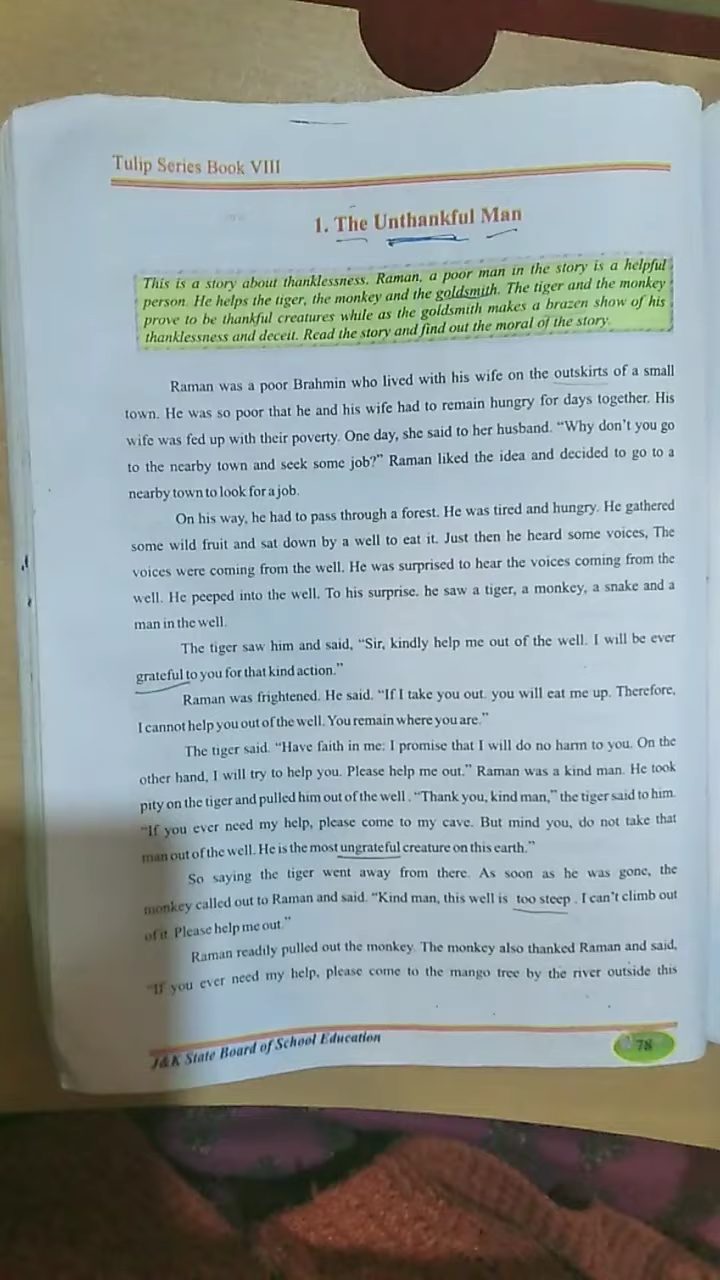 Tulip Series Book VIII
1. The Unthankful Man
This is a story about thanklessness. Raman, a poor man in the story is a helpful
person. He helps the tiger, the monkey and the goldsmith. The tiger and the monkey
prove to be thankful creatures while as the goldsmith makes a brazen show of his
thanklessness and deceit. Read the story and find out the moral of the story.
Raman was a poor Brahmin who lived with his wife on the outskirts of a small
town. He was so poor that he and his wife had to remain hungry for days together. His
wife was fed up with their poverty. One day, she said to her husband. “Why don’t you go
to the nearby town and seek some job?” Raman liked the idea and decided to go to a
nearby town to look for a job.
On his way, he had to pass through a forest. He was tired and hungry. He gathered
some wild fruit and sat down by a well to eat it. Just then he heard some voices, The
voices were coming from the well. He was surprised to hear the voices coming from the
well. He peeped into the well. To his surprise. he saw a tiger, a monkey, a snake and a
man in the well.
The tiger saw him and said, “Sir, kindly help me out of the well. I will be ever
grateful to you for that kind action.”
Raman was frightened. He said. “If I take you out. you will eat me up. Therefore,
I cannot help you out of the well. You remain where you are.”
The tiger said. “Have faith in me: I promise that I will do no harm to you. On the
other hand, I will try to help you. Please help me out.” Raman was a kind man. He took
pity on the tiger and pulled him out of the well . “Thank you, kind man,” the tiger said to him.
“If you ever need my help, please come to my cave. But mind you, do not take that
man out of the well. He is the most ungrateful creature on this earth.”
So saying the tiger went away from there. As soon as he was gone, the
monkey called out to Raman and said. “Kind man, this well is too steep . I can’t climb out
of it. Please help me out.”
Raman readily pulled out the monkey. The monkey also thanked Raman and said,
“If you ever need my help, please come to the mango tree by the river outside this
J&K State Board of School Education
78